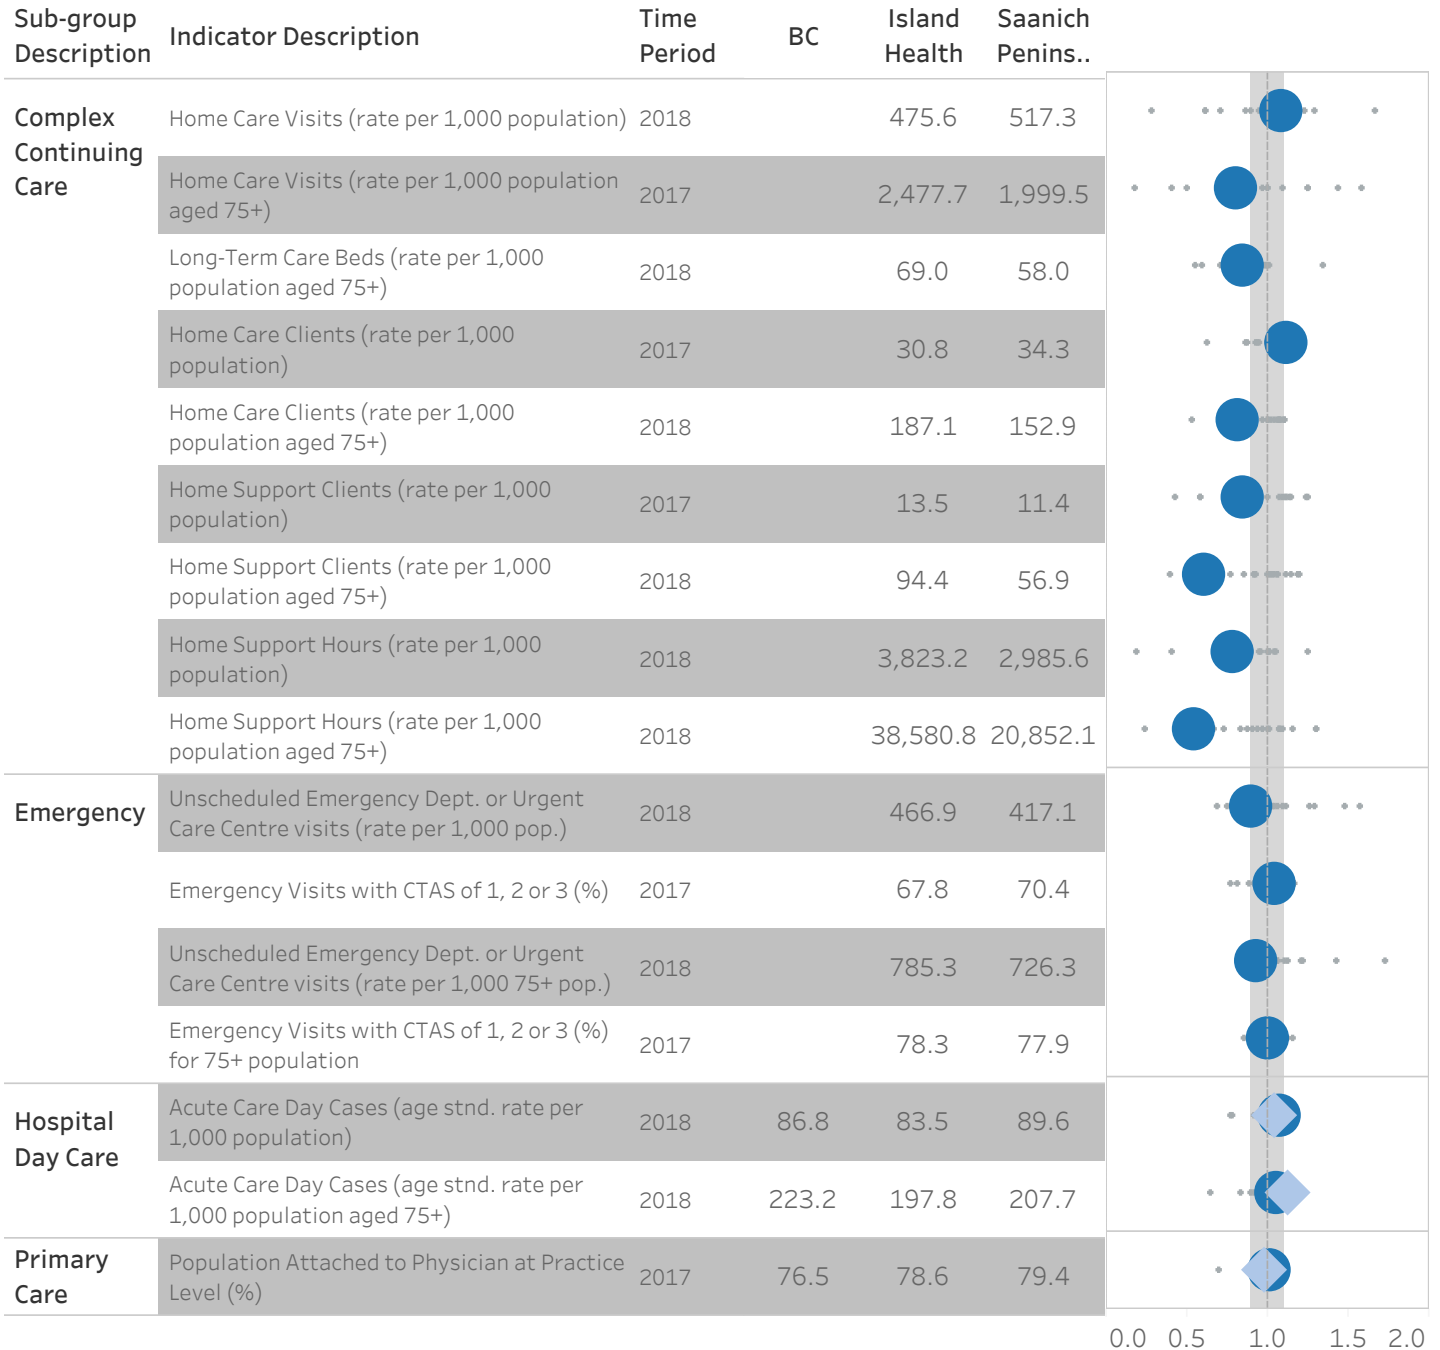 Sub-group Description Indicator Description Time Period BC Island Health Saanich Penins..
Complex Continuing Care
Home Care Visits (rate per 1,000 population) 2018 475.6 517.3
Home Care Visits (rate per 1,000 population
aged 75+) 2017 2,477.7 1,999.5
Long-Term Care Beds (rate per 1,000
population aged 75+) 2018 69.0 58.0
Home Care Clients (rate per 1,000
population) 2017 30.8 34.3
Home Care Clients (rate per 1,000
population aged 75+) 2018 187.1 152.9
Home Support Clients (rate per 1,000
population) 2017 13.5 11.4
Home Support Clients (rate per 1,000
population aged 75+) 2018 94.4 56.9
Home Support Hours (rate per 1,000
population) 2018 3,823.2 2,985.6
Home Support Hours (rate per 1,000
population aged 75+) 2018 38,580.8 20,852.1
Emergency
Unscheduled Emergency Dept. or Urgent
Care Centre visits (rate per 1,000 pop.) 2018 466.9 417.1
Emergency Visits with CTAS of 1, 2 or 3 (%) 2017 67.8 70.4
Unscheduled Emergency Dept. or Urgent
Care Centre visits (rate per 1,000 75+ pop.) 2018 785.3 726.3
Emergency Visits with CTAS of 1, 2 or 3 (%)
for 75+ population 2017 78.3 77.9
Hospital Day Care
Acute Care Day Cases (age stnd. rate per
1,000 population) 2018 86.8 83.5 89.6
Acute Care Day Cases (age stnd. rate per
1,000 population aged 75+) 2018 223.2 197.8 207.7
Primary Care
Population Attached to Physician at Practice
Level (%) 2017 76.5 78.6 79.4
0.0 0.5 1.0 1.5 2.0